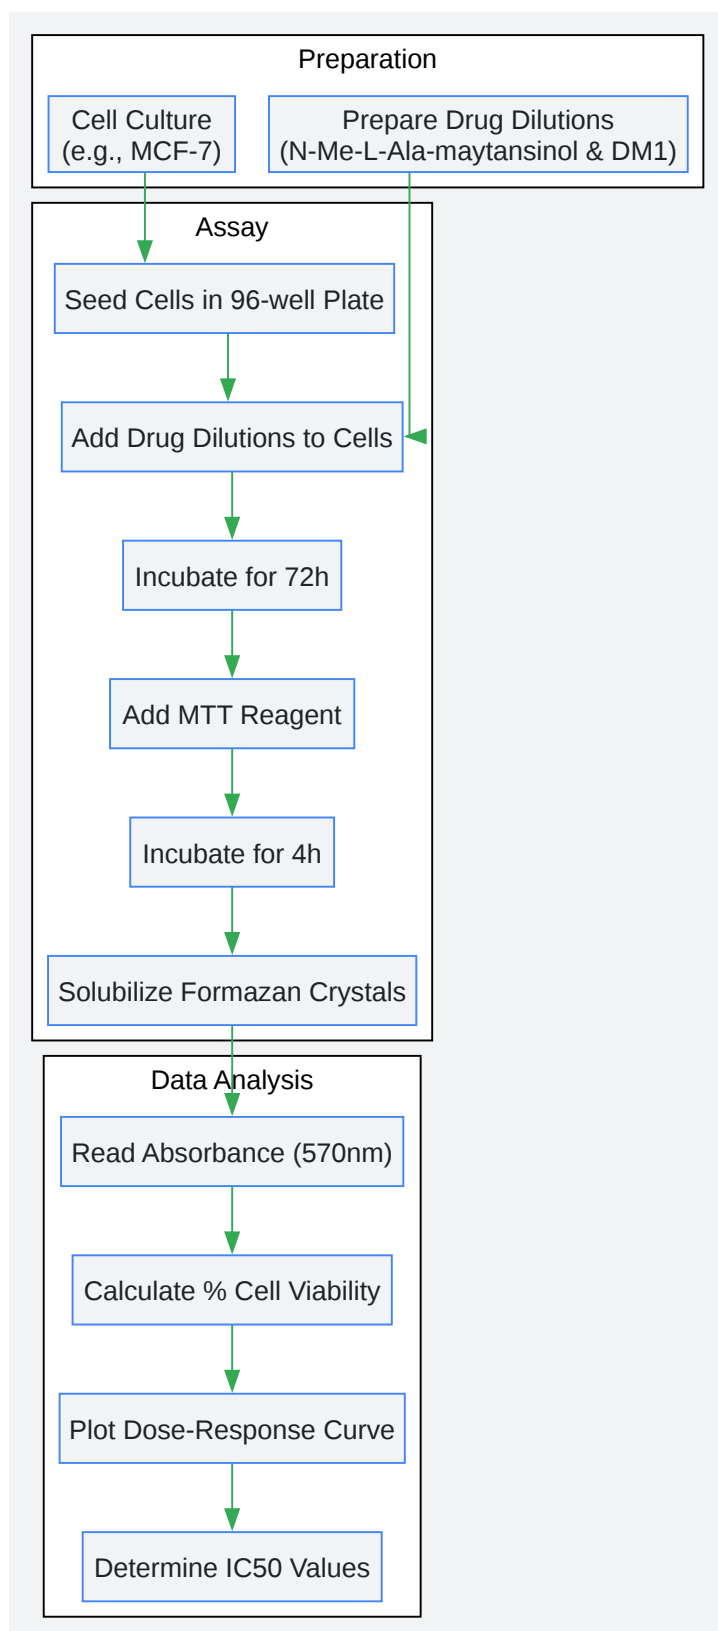 Preparation
Cell Culture
(e.g., MCF-7)
Prepare Drug Dilutions
(N-Me-L-Ala-maytansinol & DM1)
Assay
Seed Cells in 96-well Plate
Add Drug Dilutions to Cells
Incubate for 72h
Add MTT Reagent
Incubate for 4h
Solubilize Formazan Crystals
Data Analysis
Read Absorbance (570nm)
Calculate % Cell Viability
Plot Dose-Response Curve
Determine IC50 Values